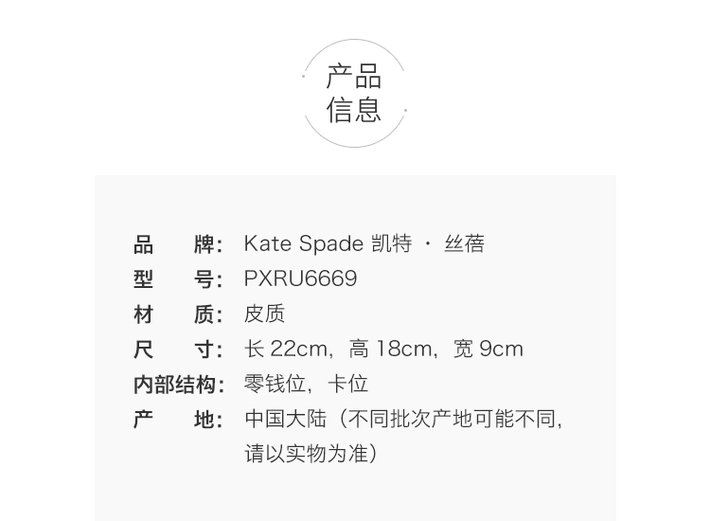 产品
信息
品 牌： Kate Spade 凯特 · 丝蓓
型 号： PXRU6669
材 质： 皮质
尺 寸： 长 22cm，高 18cm，宽 9cm
内部结构： 零钱位，卡位
产 地： 中国大陆（不同批次产地可能不同，
请以实物为准）